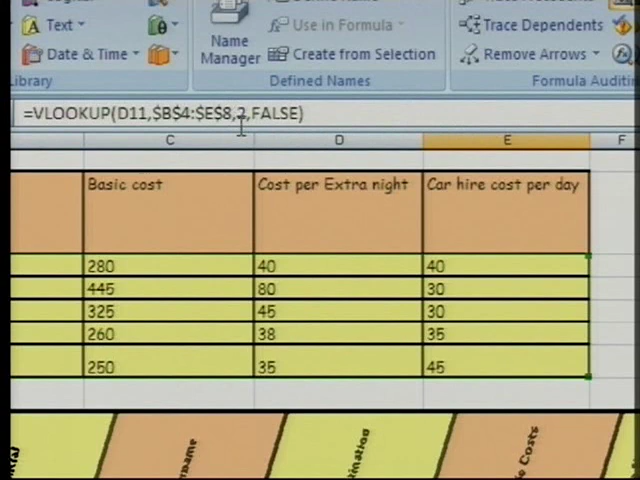 Text
Use in Formula
Trace Dependents
Date & Time
Name
Manager
Create from Selection
Remove Arrows
Library
Defined Names
Formula Auditin
=VLOOKUP(D11,$B$4:$E$8,2,FALSE)
C D E F
Basic cost Cost per Extra night Car hire cost per day
280 40 40
445 80 30
325 45 30
260 38 35
250 35 45
Costs